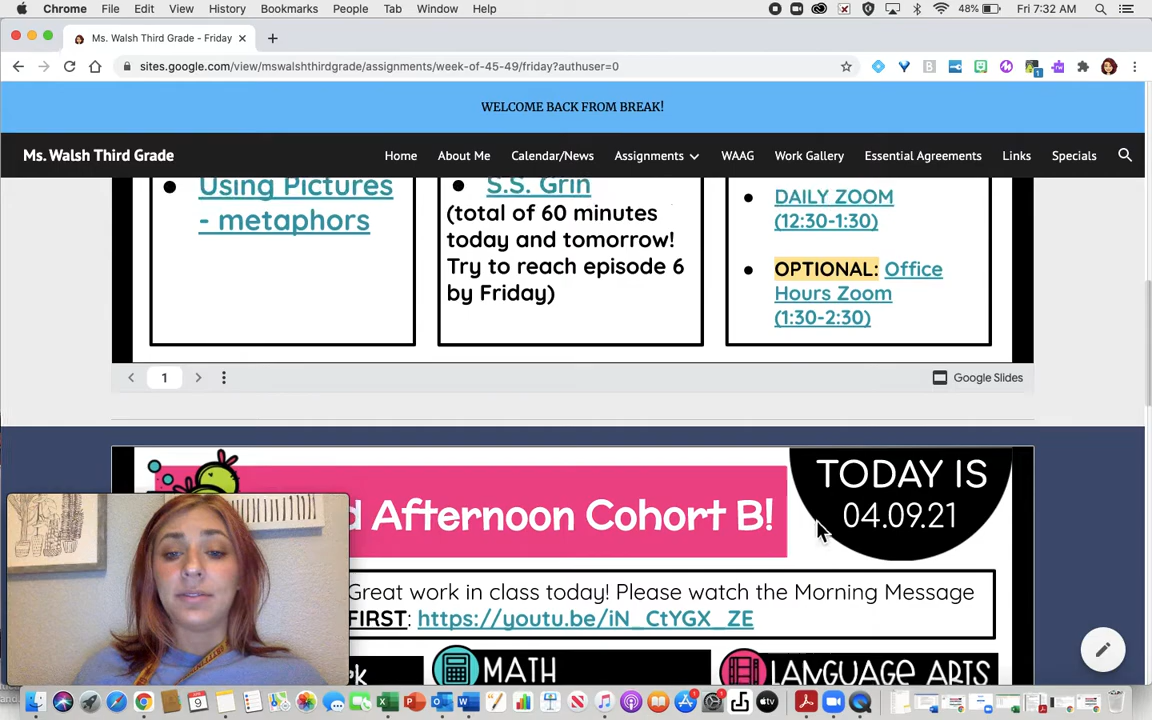 Chrome File Edit View History Bookmarks People Tab Window Help 48% Fri 7:32 AM
Ms. Walsh Third Grade - Friday
sites.google.com/view/mswalshthirdgrade/assignments/week-of-45-49/friday?authuser=0
WELCOME BACK FROM BREAK!
Ms. Walsh Third Grade Home About Me Calendar/News Assignments WAAG Work Gallery Essential Agreements Links Specials
Using Pictures
- metaphors
S.S. Grin
(total of 60 minutes
today and tomorrow!
Try to reach episode 6
by Friday)
DAILY ZOOM
(12:30-1:30)
OPTIONAL: Office
Hours Zoom
(1:30-2:30)
1 Google Slides
d Afternoon Cohort B!
TODAY IS
04.09.21
Great work in class today! Please watch the Morning Message
FIRST: https://youtu.be/iN_CtYGX_ZE
rk
MATH
LANGUAGE ARTS